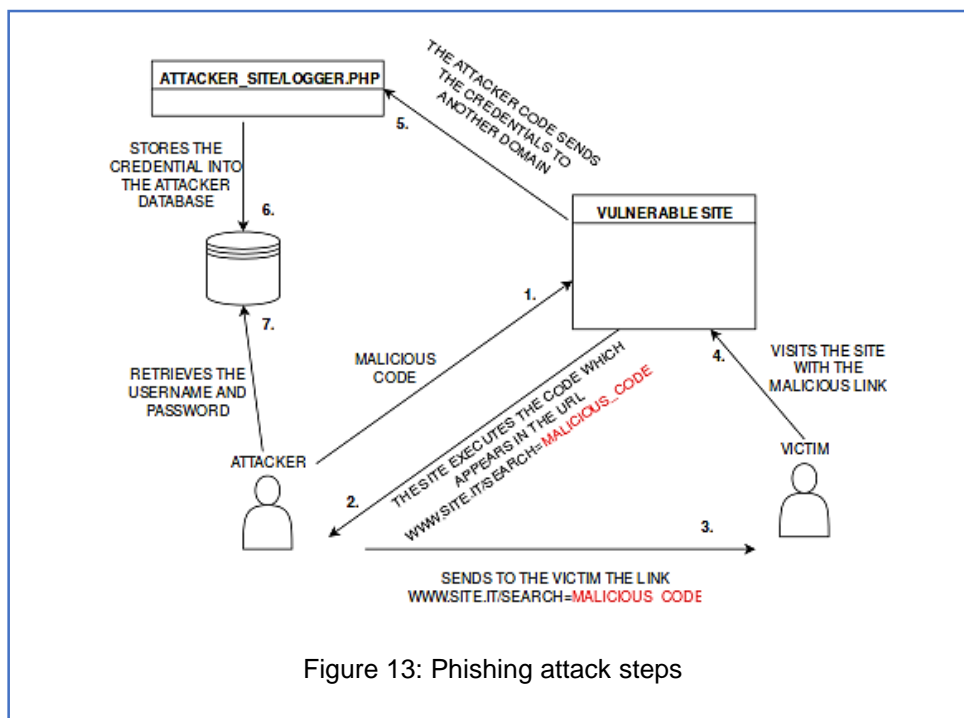 ATTACKER_SITE/LOGGER.PHP
THE ATTACKER CODE SENDS
THE CREDENTIALS TO
ANOTHER DOMAIN
5.
STORES THE
CREDENTIAL INTO
THE ATTACKER
DATABASE
6.
VULNERABLE SITE
1.
7.
MALICIOUS
CODE
4.
VISITS THE SITE
WITH THE
MALICIOUS LINK
RETRIEVES THE
USERNAME AND
PASSWORD
THE SITE EXECUTES THE CODE WHICH
APPEARS IN THE URL
WWW.SITE.IT/SEARCH=MALICIOUS_CODE
ATTACKER
VICTIM
2.
3.
SENDS TO THE VICTIM THE LINK
WWW.SITE.IT/SEARCH=MALICIOUS CODE
Figure 13: Phishing attack steps